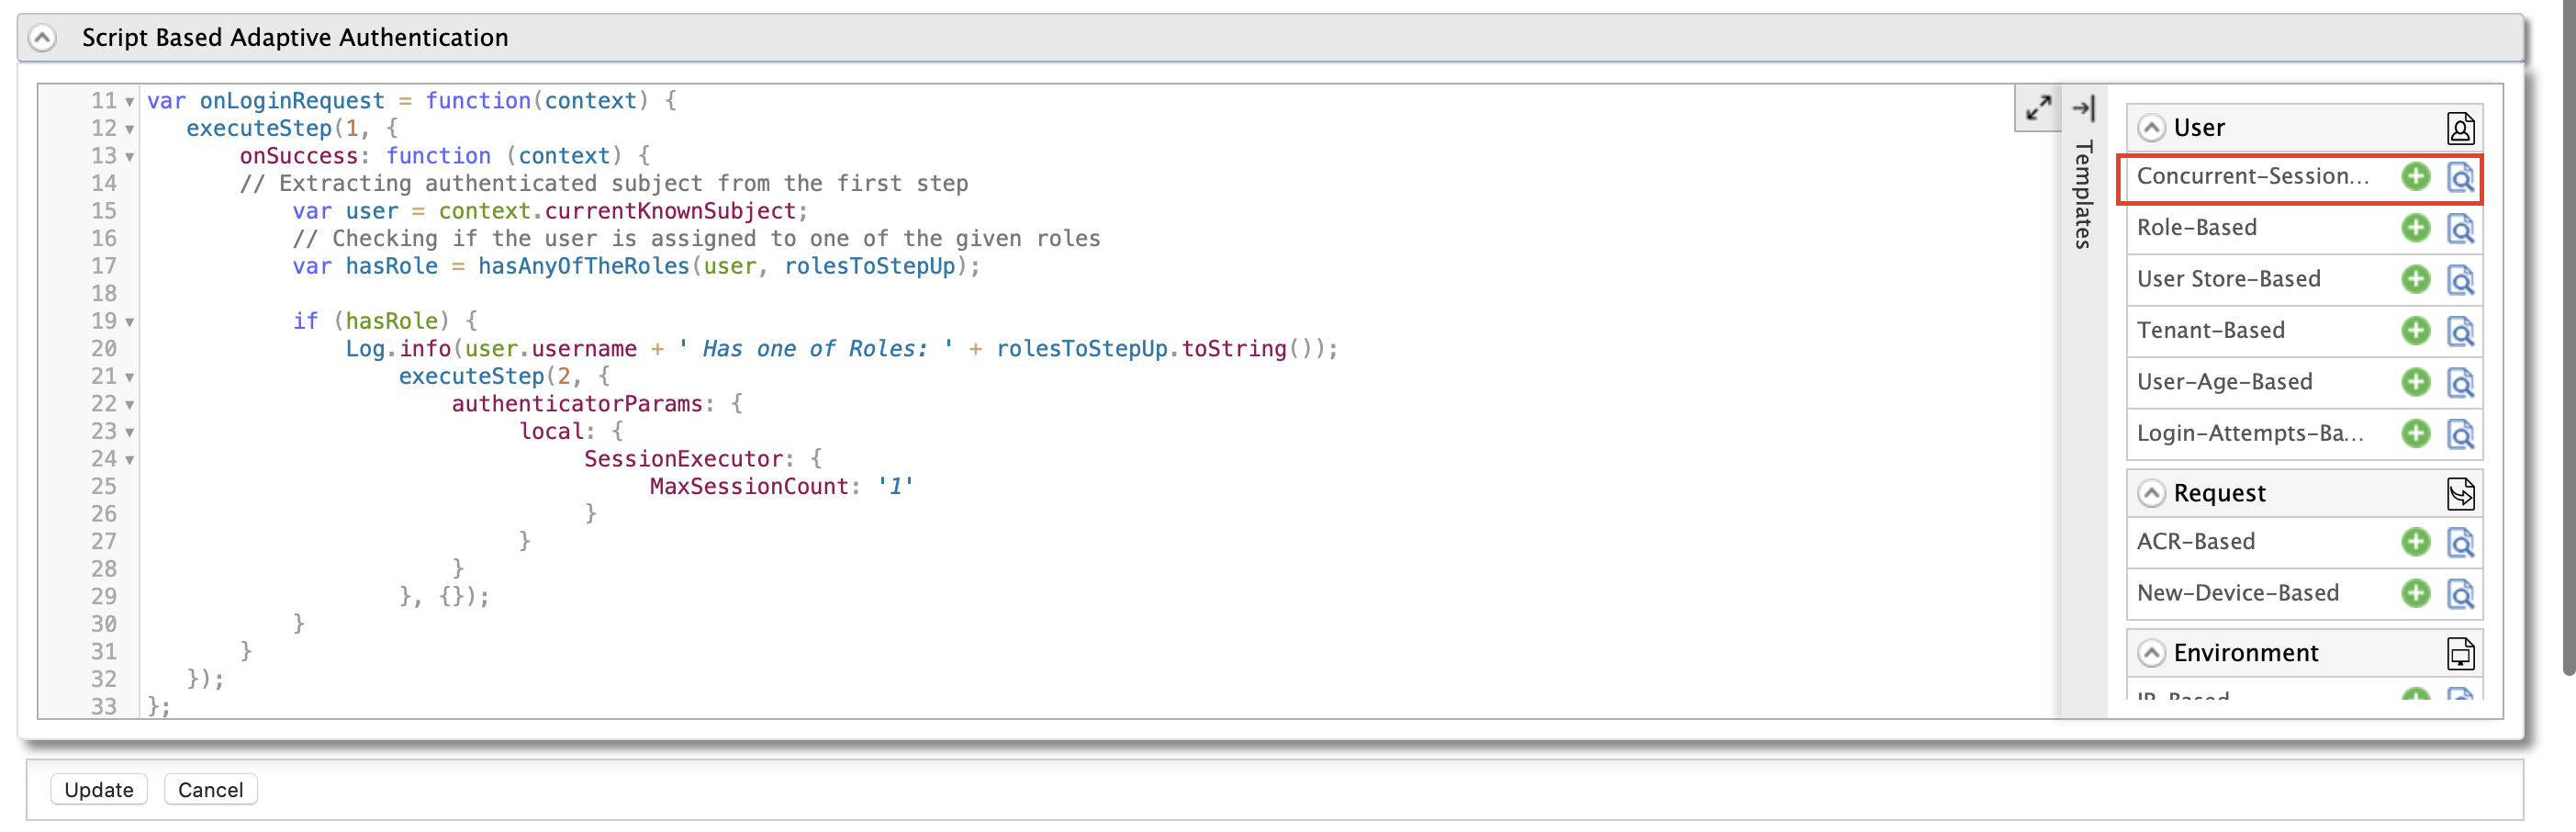 Script Based Adaptive Authentication
11 var onLoginRequest = function(context) {
12 executeStep(1, {
13 onSuccess: function (context) {
14 // Extracting authenticated subject from the first step
15 var user = context.currentKnownSubject;
16 // Checking if the user is assigned to one of the given roles
17 var hasRole = hasAnyOfTheRoles(user, rolesToStepUp);
18
19 if (hasRole) {
20 Log.info(user.username + ' Has one of Roles: ' + rolesToStepUp.toString());
21 executeStep(2, {
22 authenticatorParams: {
23 local: {
24 SessionExecutor: {
25 MaxSessionCount: '1'
26 }
27 }
28 }
29 }, {});
30 }
31 }
32 });
33 };
Templates
User
Concurrent-Session...
Role-Based
User Store-Based
Tenant-Based
User-Age-Based
Login-Attempts-Ba...
Request
ACR-Based
New-Device-Based
Environment
IP-Based
Update
Cancel